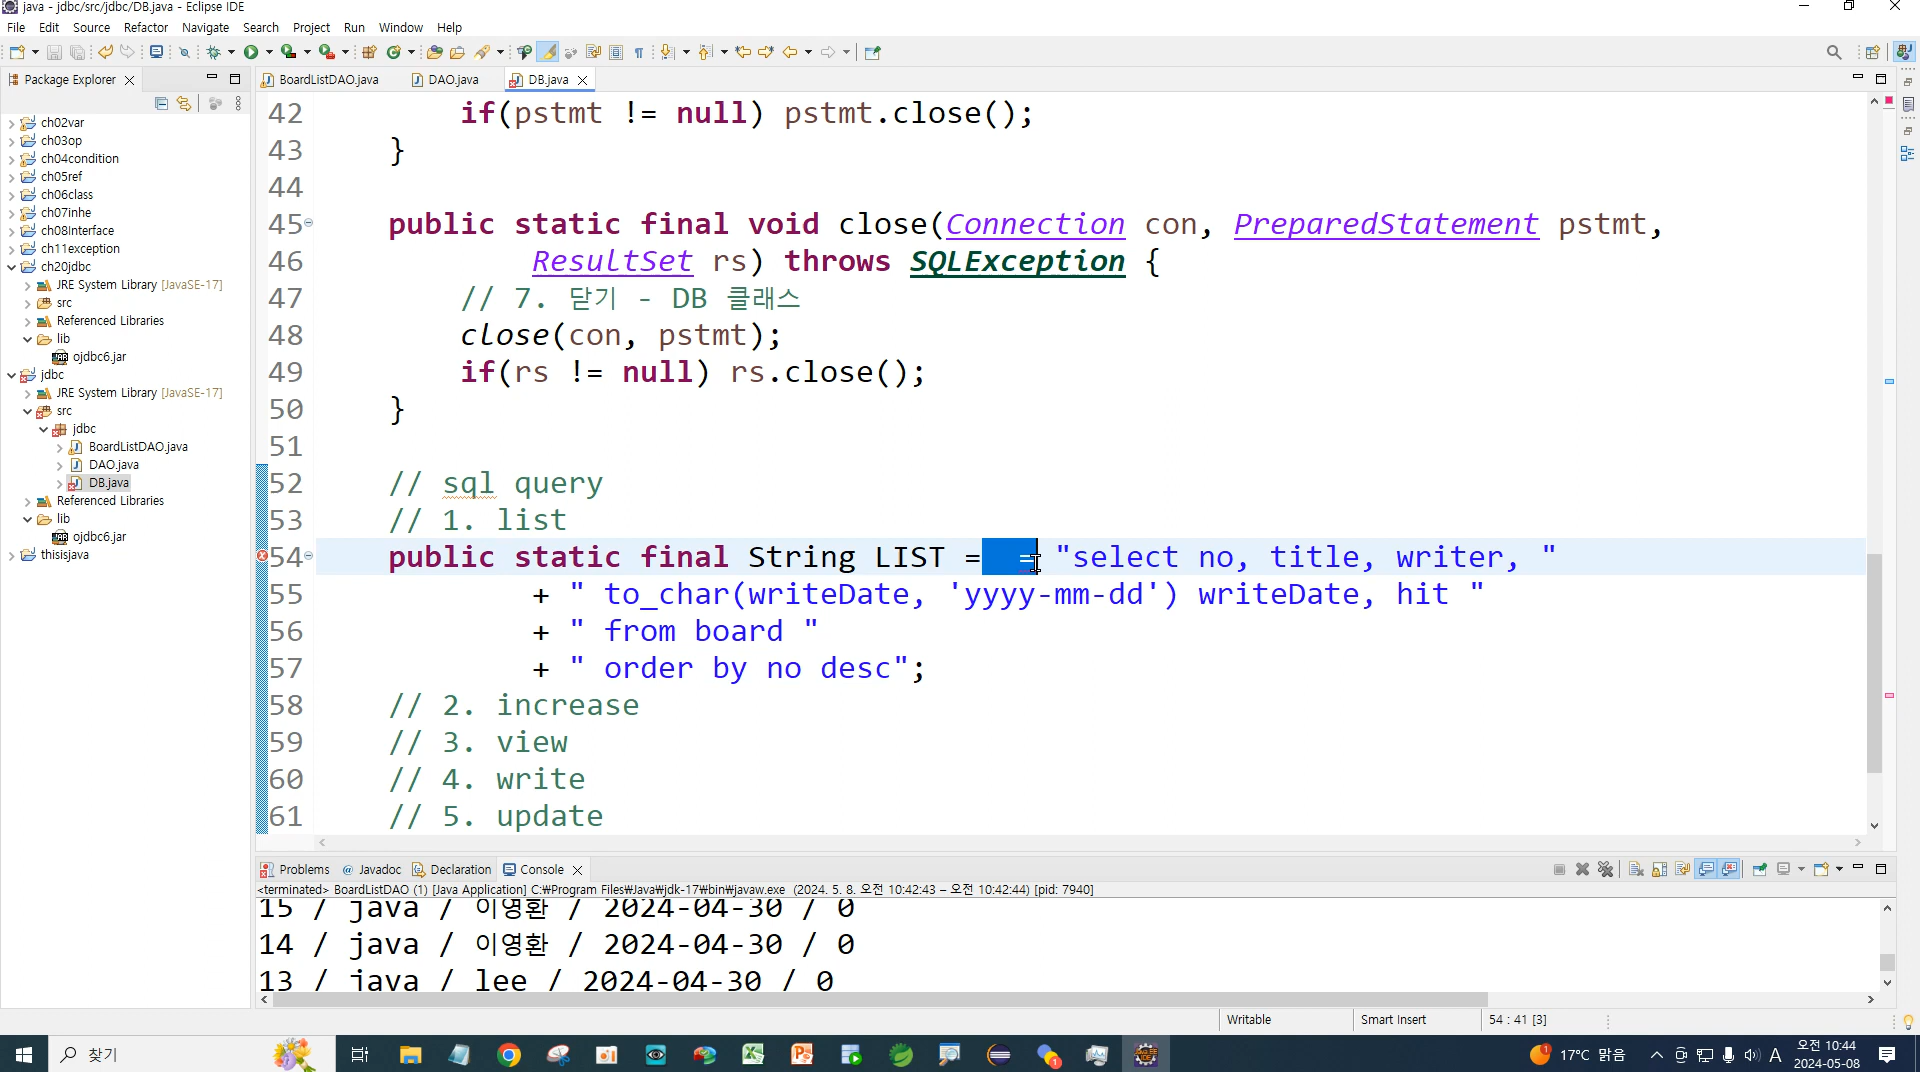 java - jdbc/src/jdbc/DB.java - Eclipse IDE
File Edit Source Refactor Navigate Search Project Run Window Help
Package Explorer
BoardListDAO.java DAO.java DB.java
ch02var
ch03op
ch04condition
ch05ref
ch06class
ch07inhe
ch08Interface
ch11exception
ch20jdbc
JRE System Library [JavaSE-17]
src
Referenced Libraries
lib
ojdbc6.jar
jdbc
JRE System Library [JavaSE-17]
src
jdbc
BoardListDAO.java
DAO.java
DB.java
Referenced Libraries
lib
ojdbc6.jar
thisisjava
42 if(pstmt != null) pstmt.close();
43 }
44
45 public static final void close(Connection con, PreparedStatement pstmt,
46 ResultSet rs) throws SQLException {
47 // 7. 닫기 - DB 클래스
48 close(con, pstmt);
49 if(rs != null) rs.close();
50 }
51
52 // sql query
53 // 1. list
54 public static final String LIST = = "select no, title, writer, "
55 + " to_char(writeDate, 'yyyy-mm-dd') writeDate, hit "
56 + " from board "
57 + " order by no desc";
58 // 2. increase
59 // 3. view
60 // 4. write
61 // 5. update
Problems Javadoc Declaration Console
<terminated> BoardListDAO (1) [Java Application] C:₩Program Files₩Java₩jdk-17₩bin₩javaw.exe (2024. 5. 8. 오전 10:42:43 – 오전 10:42:44) [pid: 7940]
15 / java / 이영환 / 2024-04-30 / 0
14 / java / 이영환 / 2024-04-30 / 0
13 / java / lee / 2024-04-30 / 0
Writable Smart Insert 54 : 41 [3]
찾기
17°C 맑음
A
오전 10:44
2024-05-08